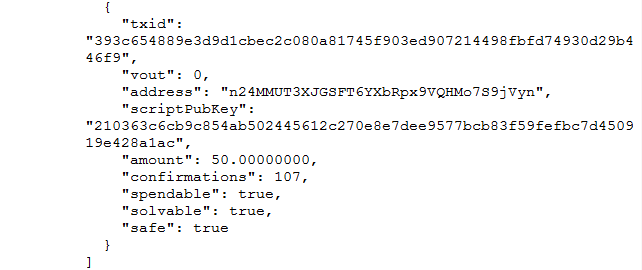 {
"txid":
"393c654889e3d9d1cbec2c080a81745f903ed907214498fbfd74930d29b4
46f9",
"vout": 0,
"address": "n24MMUT3XJGSFT6YXbRpx9VQHMo7S9jVyn",
"scriptPubKey":
"210363c6cb9c854ab502445612c270e8e7dee9577bcb83f59fefbc7d4509
19e428a1ac",
"amount": 50.00000000,
"confirmations": 107,
"spendable": true,
"solvable": true,
"safe": true
}
]